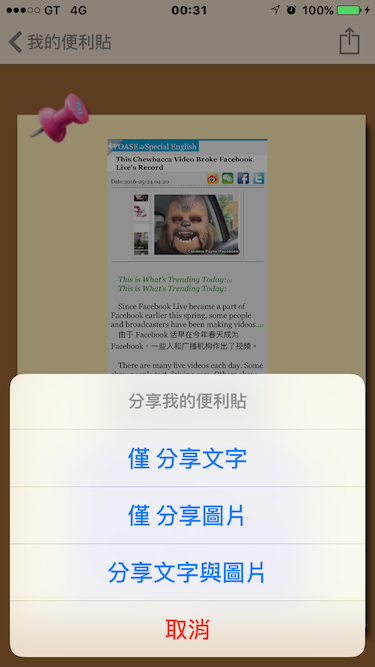 GT 4G 00:31 100%
我的便利貼
VOASE Special English
This Chewbacca Video Broke Facebook
Live's Record
Date:2016-05-24 04:20
This is What's Trending Today:
This is What's Trending Today:
Since Facebook Live became a part of
Facebook earlier this spring, some people
and broadcasters have been making videos.
由于 Facebook 活早在今年春天成为
Facebook，一些人和广播机构作出了视频。
There are many live videos each day. Some
分享我的便利貼
僅 分享文字
僅 分享圖片
分享文字與圖片
取消